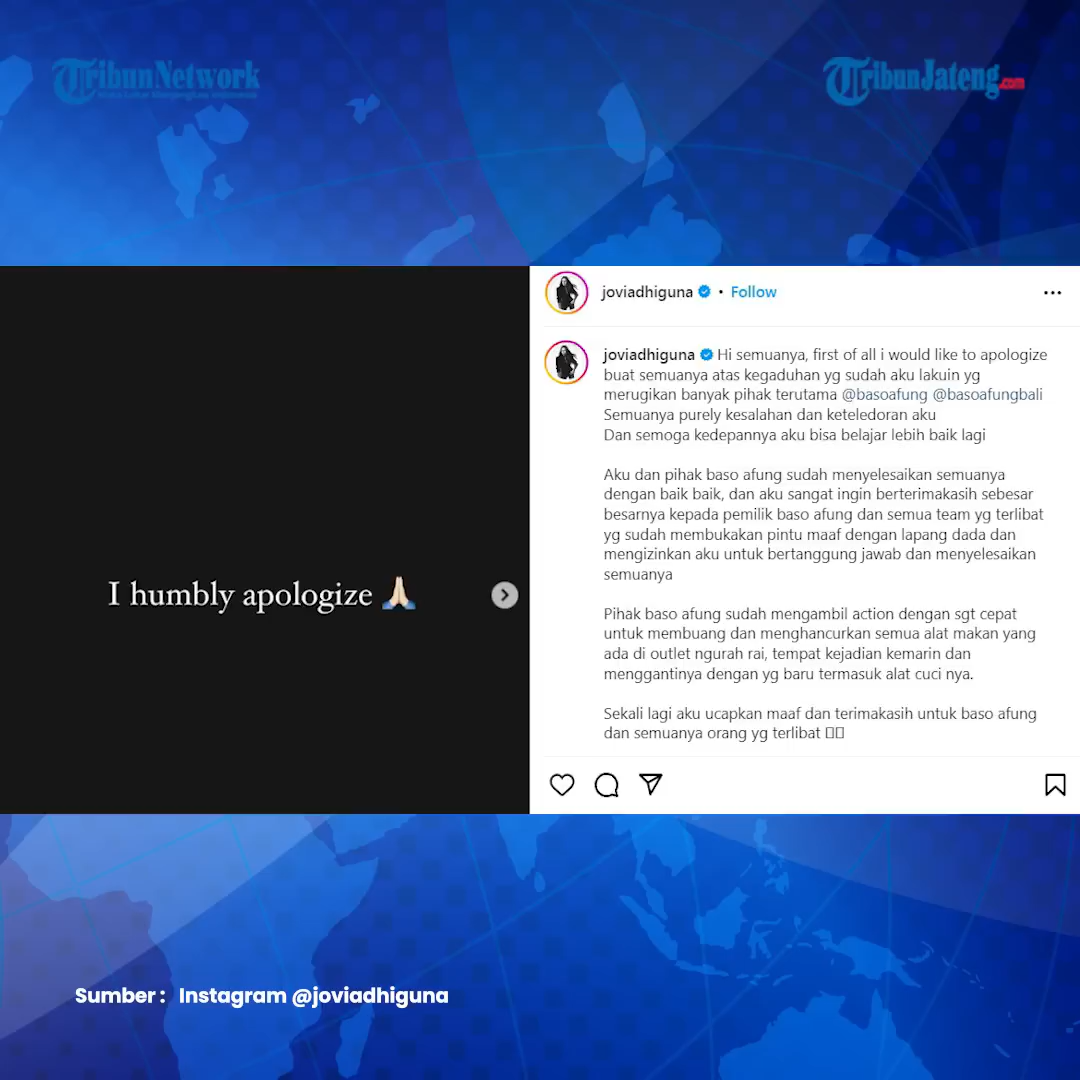 TribunNetwork
TribunJateng.com
I humbly apologize 🙏🏻
joviadhiguna • Follow
joviadhiguna Hi semuanya, first of all i would like to apologize
buat semuanya atas kegaduhan yg sudah aku lakuin yg
merugikan banyak pihak terutama @basoafung @basoafungbali
Semuanya purely kesalahan dan keteledoran aku
Dan semoga kedepannya aku bisa belajar lebih baik lagi
Aku dan pihak baso afung sudah menyelesaikan semuanya
dengan baik baik, dan aku sangat ingin berterimakasih sebesar
besarnya kepada pemilik baso afung dan semua team yg terlibat
yg sudah membukakan pintu maaf dengan lapang dada dan
mengizinkan aku untuk bertanggung jawab dan menyelesaikan
semuanya
Pihak baso afung sudah mengambil action dengan sgt cepat
untuk membuang dan menghancurkan semua alat makan yang
ada di outlet ngurah rai, tempat kejadian kemarin dan
menggantinya dengan yg baru termasuk alat cuci nya.
Sekali lagi aku ucapkan maaf dan terimakasih untuk baso afung
dan semuanya orang yg terlibat
Sumber : Instagram @joviadhiguna